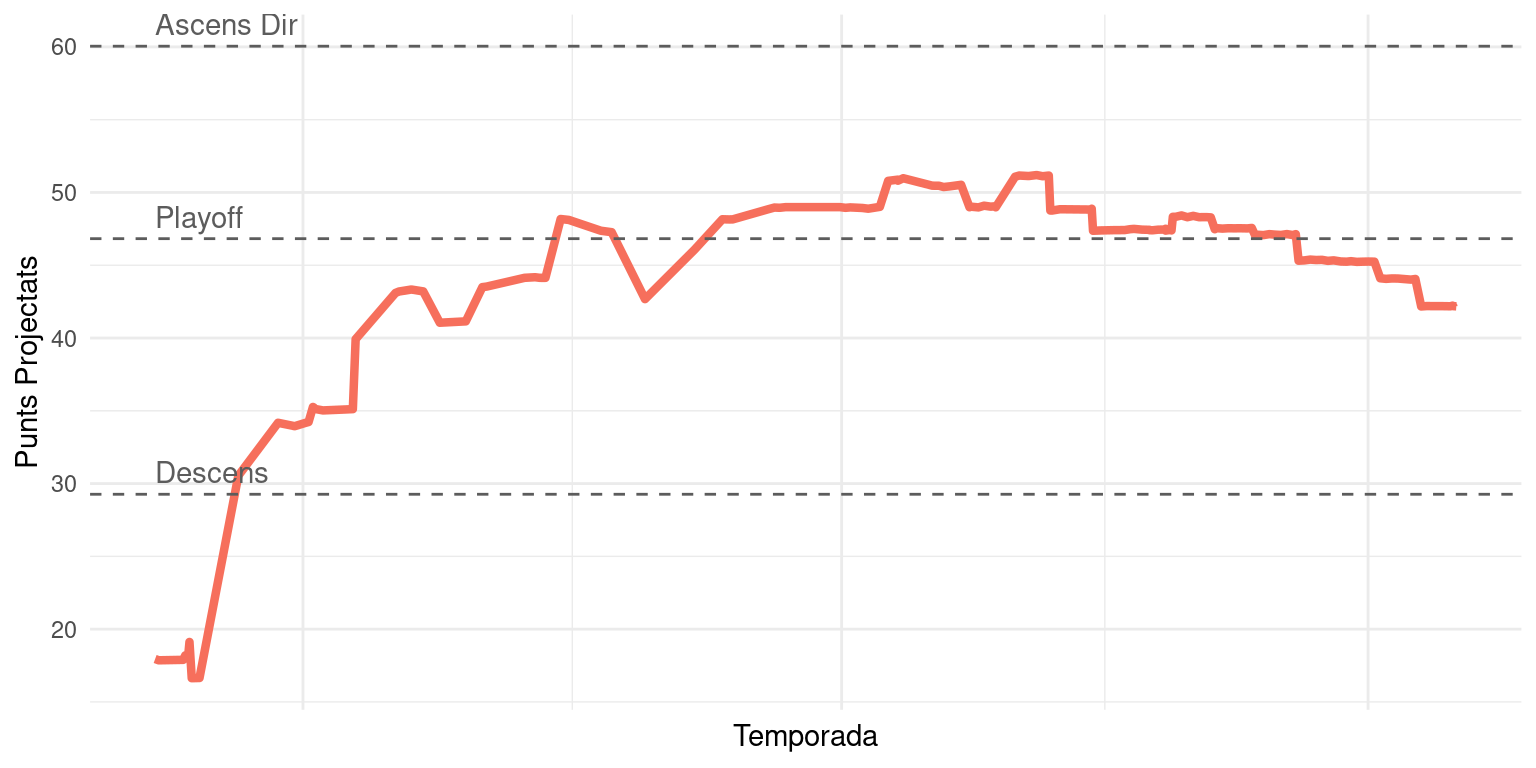 Ascens Dir
60
50
Playoff
40
Descens
30
20
Punts Projectats
Temporada